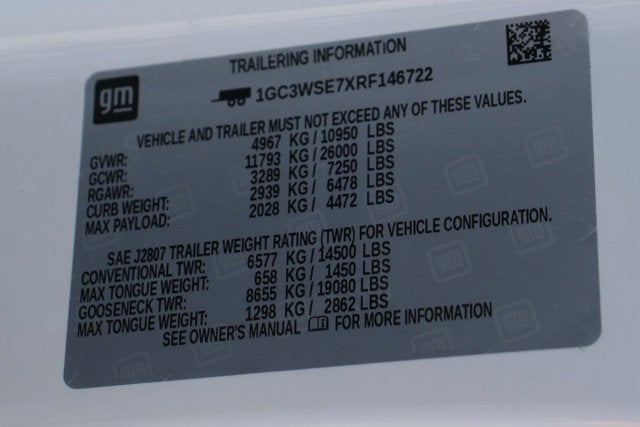 gm
TRAILERING INFORMATION
1GC3WSE7XRF146722
VEHICLE AND TRAILER MUST NOT EXCEED ANY OF THESE VALUES.
GVWR: 4967 KG / 10950 LBS
GCWR: 11793 KG / 26000 LBS
RGAWR: 3289 KG / 7250 LBS
CURB WEIGHT: 2939 KG / 6478 LBS
MAX PAYLOAD: 2028 KG / 4472 LBS
SAE J2807 TRAILER WEIGHT RATING (TWR) FOR VEHICLE CONFIGURATION.
CONVENTIONAL TWR: 6577 KG / 14500 LBS
MAX TONGUE WEIGHT: 658 KG / 1450 LBS
GOOSENECK TWR: 8655 KG / 19080 LBS
MAX TONGUE WEIGHT: 1298 KG / 2862 LBS
SEE OWNER'S MANUAL FOR MORE INFORMATION